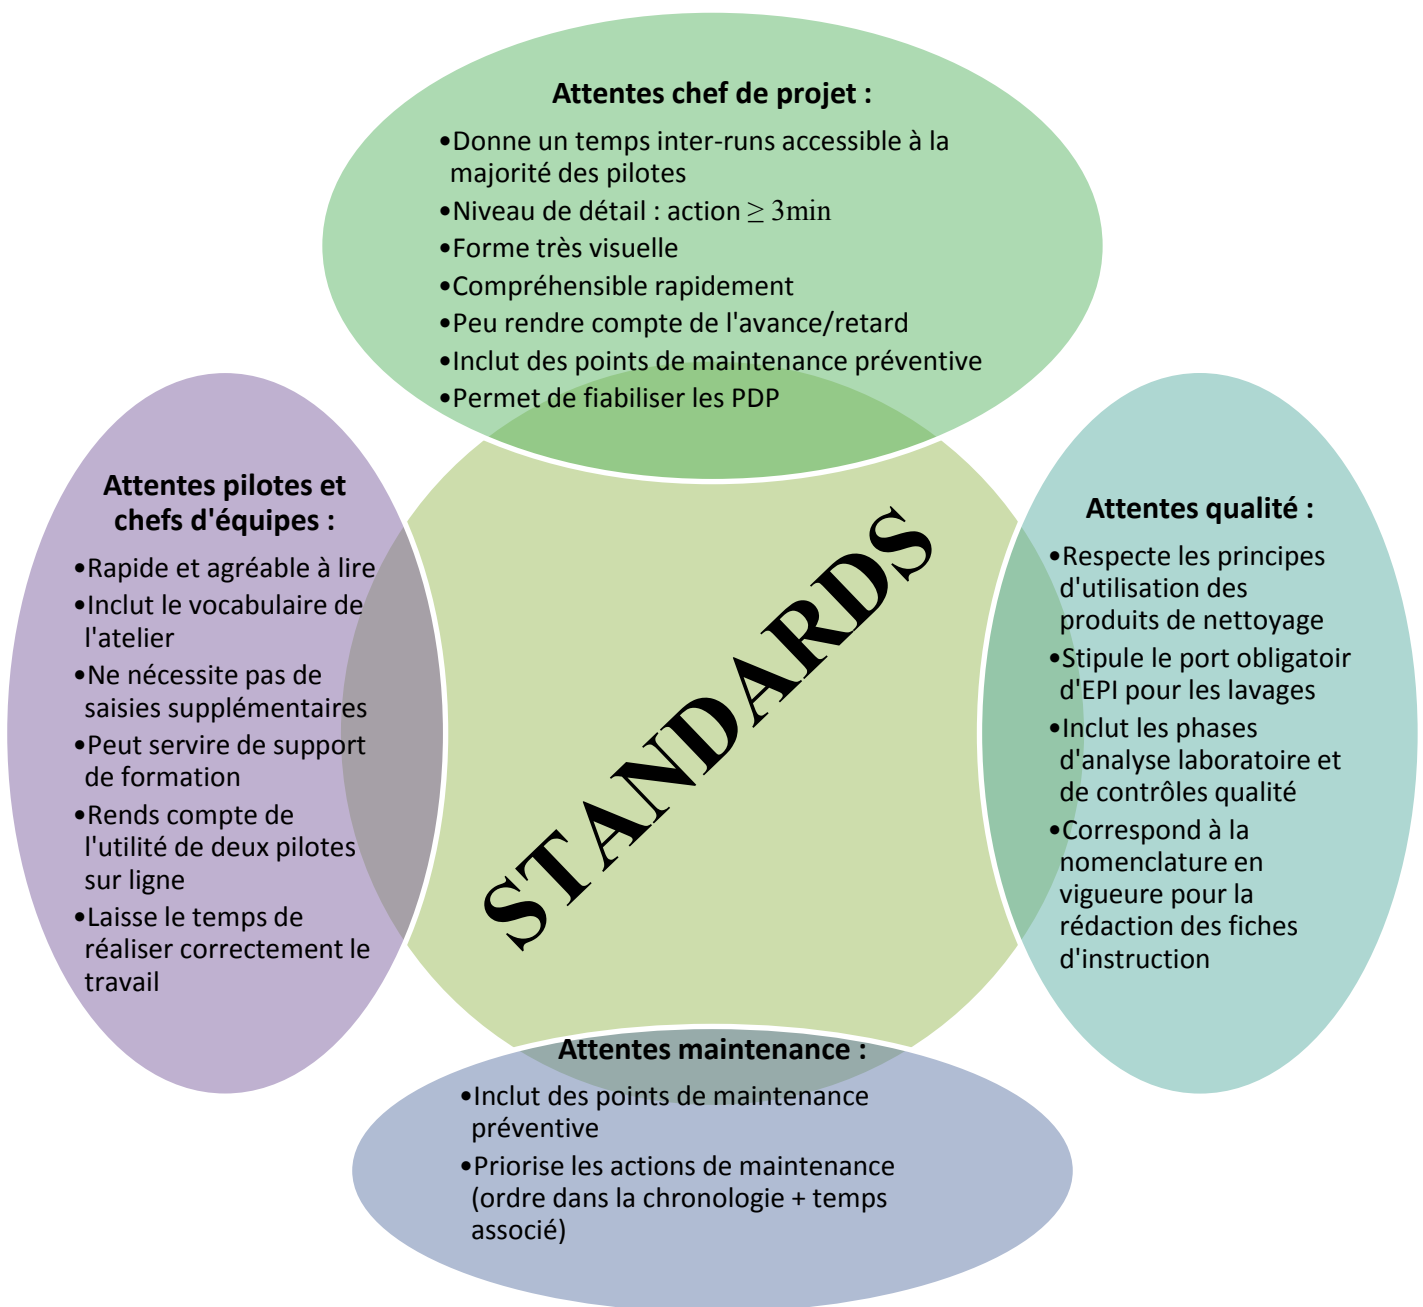 Attentes chef de projet :
•Donne un temps inter-runs accessible à la
majorité des pilotes
•Niveau de détail : action ≥ 3min
•Forme très visuelle
•Compréhensible rapidement
•Peu rendre compte de l'avance/retard
•Inclut des points de maintenance préventive
•Permet de fiabiliser les PDP
Attentes pilotes et
chefs d'équipes :
•Rapide et agréable à lire
•Inclut le vocabulaire de
l'atelier
•Ne nécessite pas de
saisies supplémentaires
•Peut servire de support
de formation
•Rends compte de
l'utilité de deux pilotes
sur ligne
•Laisse le temps de
réaliser correctement le
travail
STANDARDS
Attentes qualité :
•Respecte les principes
d'utilisation des
produits de nettoyage
•Stipule le port obligatoir
d'EPI pour les lavages
•Inclut les phases
d'analyse laboratoire et
de contrôles qualité
•Correspond à la
nomenclature en
vigueure pour la
rédaction des fiches
d'instruction
Attentes maintenance :
•Inclut des points de maintenance
préventive
•Priorise les actions de maintenance
(ordre dans la chronologie + temps
associé)